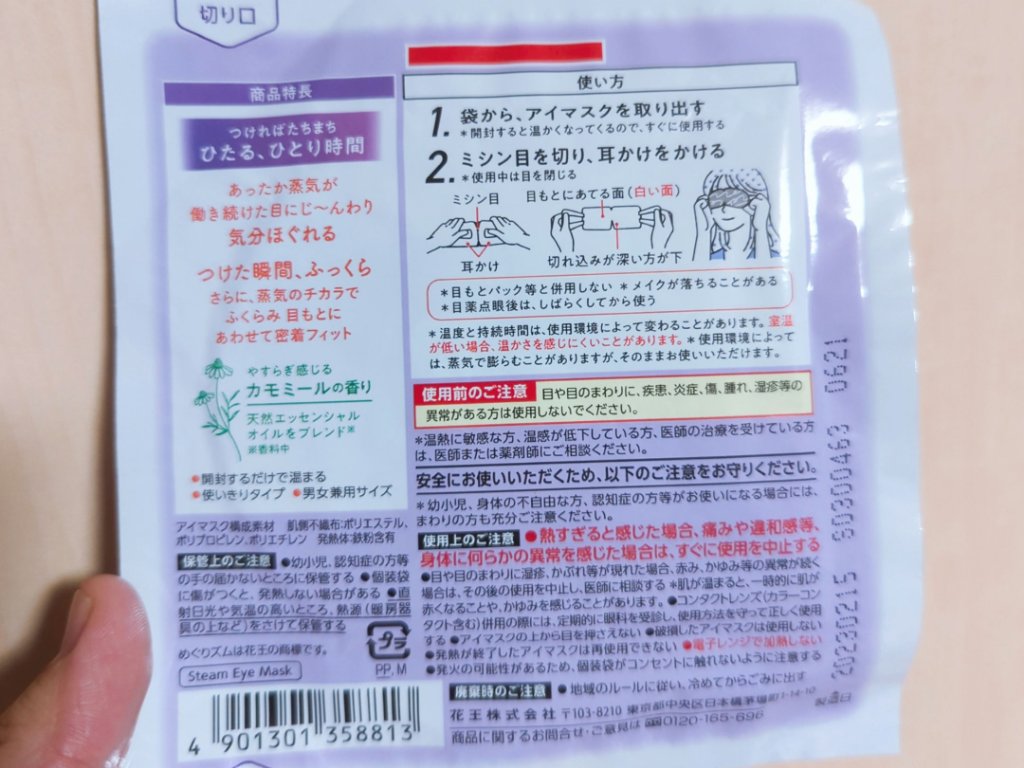 切り口
商品特長
つければたちまち
ひたる、ひとり時間
あったか蒸気が
働き続けた目にじ〜んわり
気分ほぐれる
つけた瞬間、ふっくら
さらに、蒸気のチカラで
ふくらみ 目もとに
あわせて密着フィット
やすらぎ感じる
カモミールの香り
天然エッセンシャル
オイルをブレンド※
※香料中
●開封するだけで温まる
●使いきりタイプ ●男女兼用サイズ
アイマスク構成素材 肌側不織布:ポリエステル、
ポリプロピレン、ポリエチレン 発熱体:鉄粉含有
保管上のご注意 ●幼小児、認知症の方等
の手の届かないところに保管する ●個装袋
に傷がつくと、発熱しない場合がある ●直
射日光や気温の高いところ、熱源(暖房器
具の上など)をさけて保管する
めぐりズムは花王の商標です。
Steam Eye Mask
プラ
PP, M
4 901301 358813
使い方
1. 袋から、アイマスクを取り出す
＊開封すると温かくなってくるので、すぐに使用する
2. ミシン目を切り、耳かけをかける
＊使用中は目を閉じる
ミシン目 目もとにあてる面(白い面)
耳かけ 切れ込みが深い方が下
＊目もとパック等と併用しない ＊メイクが落ちることがある
＊目薬点眼後は、しばらくしてから使う
＊温度と持続時間は、使用環境によって変わることがあります。室温
が低い場合、温かさを感じにくいことがあります。＊使用環境によって
は、蒸気で膨らむことがありますが、そのままお使いいただけます。
使用前のご注意 目や目のまわりに、疾患、炎症、傷、腫れ、湿疹等の
異常がある方は使用しないでください。
＊温熱に敏感な方、温感が低下している方、医師の治療を受けている方
は、医師または薬剤師にご相談ください。
安全にお使いいただくため、以下のご注意をお守りください。
＊幼小児、身体の不自由な方、認知症の方等がお使いになる場合には、
まわりの方も充分ご注意ください。
使用上のご注意 ●熱すぎると感じた場合、痛みや違和感等、
身体に何らかの異常を感じた場合は、すぐに使用を中止する
●目や目のまわりに湿疹、かぶれ等が現れた場合、赤み、かゆみ等の異常が続く
場合は、その後の使用を中止し、医師に相談する ＊肌が温まると、一時的に肌が
赤くなることや、かゆみを感じることがあります。 ●コンタクトレンズ(カラーコン
タクト含む)併用の際には、定期的に眼科を受診し、使用方法を守って正しく使用
する ●アイマスクの上から目を押さえない ●破損したアイマスクは使用しない
●発熱が終了したアイマスクは再使用できない ●電子レンジで加熱しない
●発火の可能性があるため、個装袋がコンセントに触れないように注意する
廃棄時のご注意 ●地域のルールに従い、冷めてからごみに出す
花王株式会社 〒103-8210 東京都中央区日本橋茅場町1-14-10
商品に関するお問合せ・ご意見は 0120-165-696
製造日
20230215 S0300463 0621